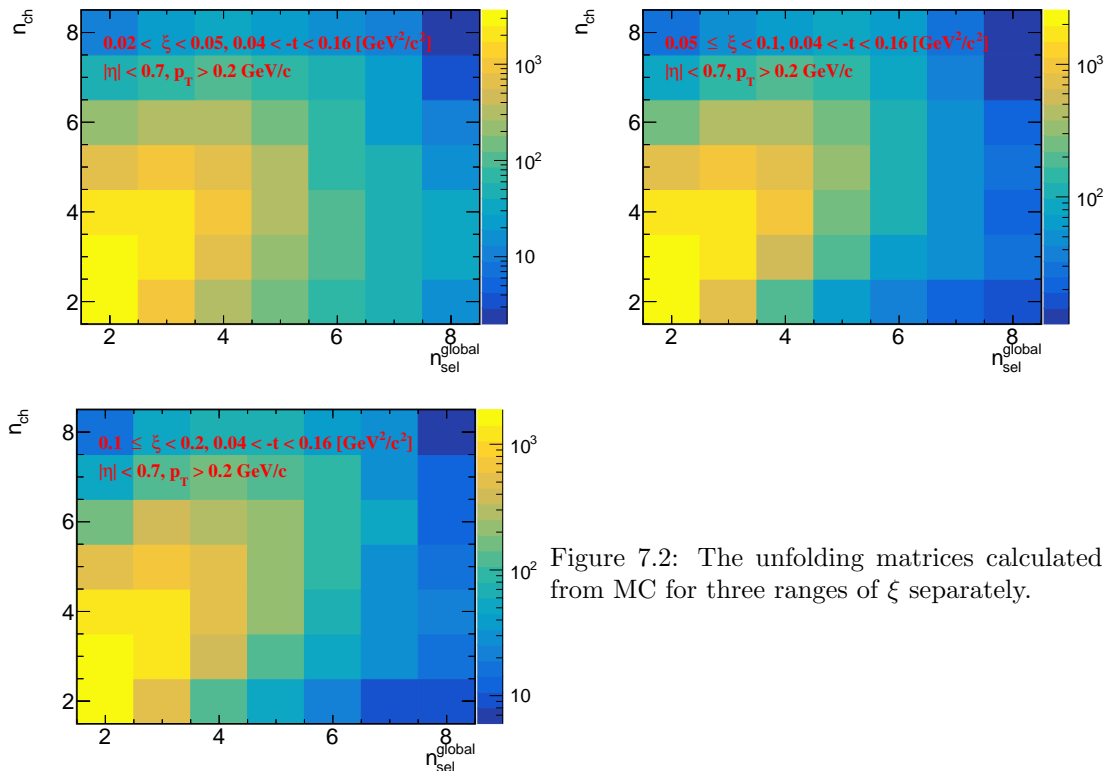 n_ch
8
6
4
2
0.02 < ξ < 0.05, 0.04 < -t < 0.16 [GeV²/c²]
|η| < 0.7, p_T > 0.2 GeV/c
10³
10²
10
2 4 6 8
n_sel^global
n_ch
8
6
4
2
0.05 ≤ ξ < 0.1, 0.04 < -t < 0.16 [GeV²/c²]
|η| < 0.7, p_T > 0.2 GeV/c
10³
10²
2 4 6 8
n_sel^global
n_ch
8
6
4
2
0.1 ≤ ξ < 0.2, 0.04 < -t < 0.16 [GeV²/c²]
|η| < 0.7, p_T > 0.2 GeV/c
10³
10²
10
2 4 6 8
n_sel^global
Figure 7.2: The unfolding matrices calculated
from MC for three ranges of ξ separately.